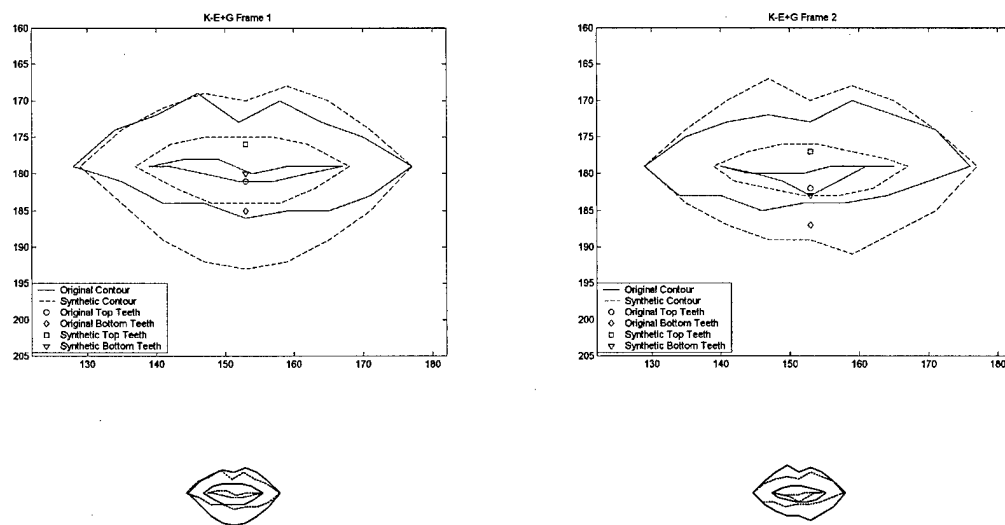 K-E+G Frame 1
160
165
170
175
180
185
190
195
200
205
Original Contour
Synthetic Contour
Original Top Teeth
Original Bottom Teeth
Synthetic Top Teeth
Synthetic Bottom Teeth
130 140 150 160 170 180
K-E+G Frame 2
160
165
170
175
180
185
190
195
200
205
Original Contour
Synthetic Contour
Original Top Teeth
Original Bottom Teeth
Synthetic Top Teeth
Synthetic Bottom Teeth
130 140 150 160 170 180